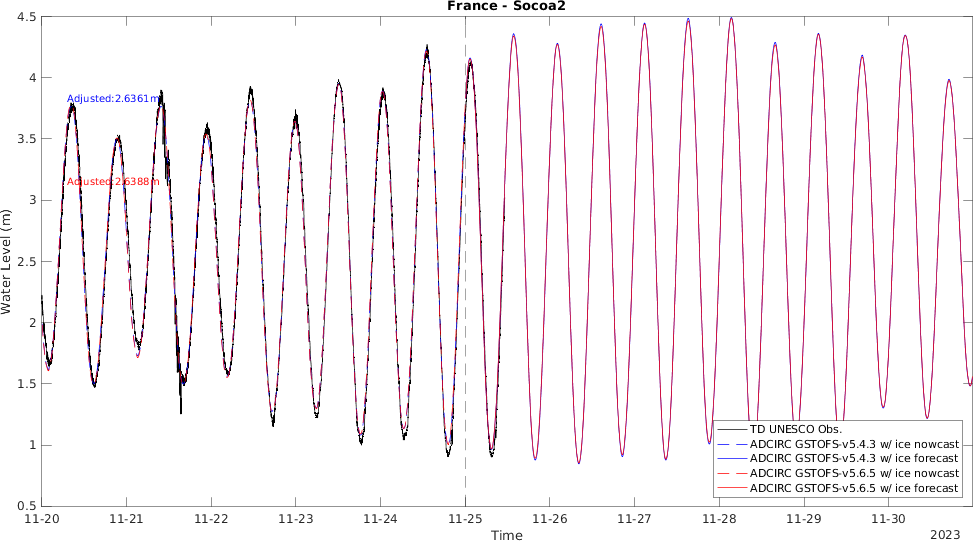 France - Socoa2
4.5
4
3.5
3
2.5
2
1.5
1
0.5
Water Level (m)
Adjusted:2.6361m
Adjusted:2.6388m
TD UNESCO Obs.
ADCIRC GSTOFS-v5.4.3 w/ ice nowcast
ADCIRC GSTOFS-v5.4.3 w/ ice forecast
ADCIRC GSTOFS-v5.6.5 w/ ice nowcast
ADCIRC GSTOFS-v5.6.5 w/ ice forecast
11-20 11-21 11-22 11-23 11-24 11-25 11-26 11-27 11-28 11-29 11-30
Time
2023